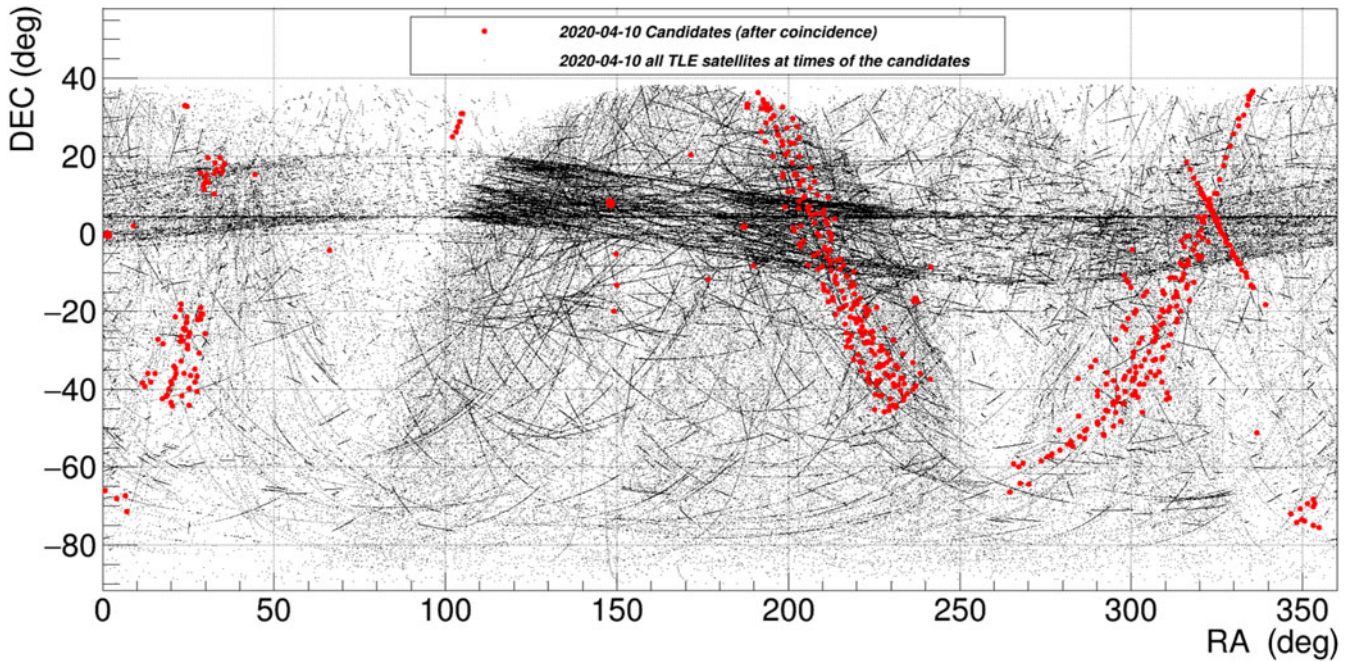 DEC (deg)
2020-04-10 Candidates (after coincidence)
2020-04-10 all TLE satellites at times of the candidates
40
20
0
−20
−40
−60
−80
0 50 100 150 200 250 300 350
RA (deg)